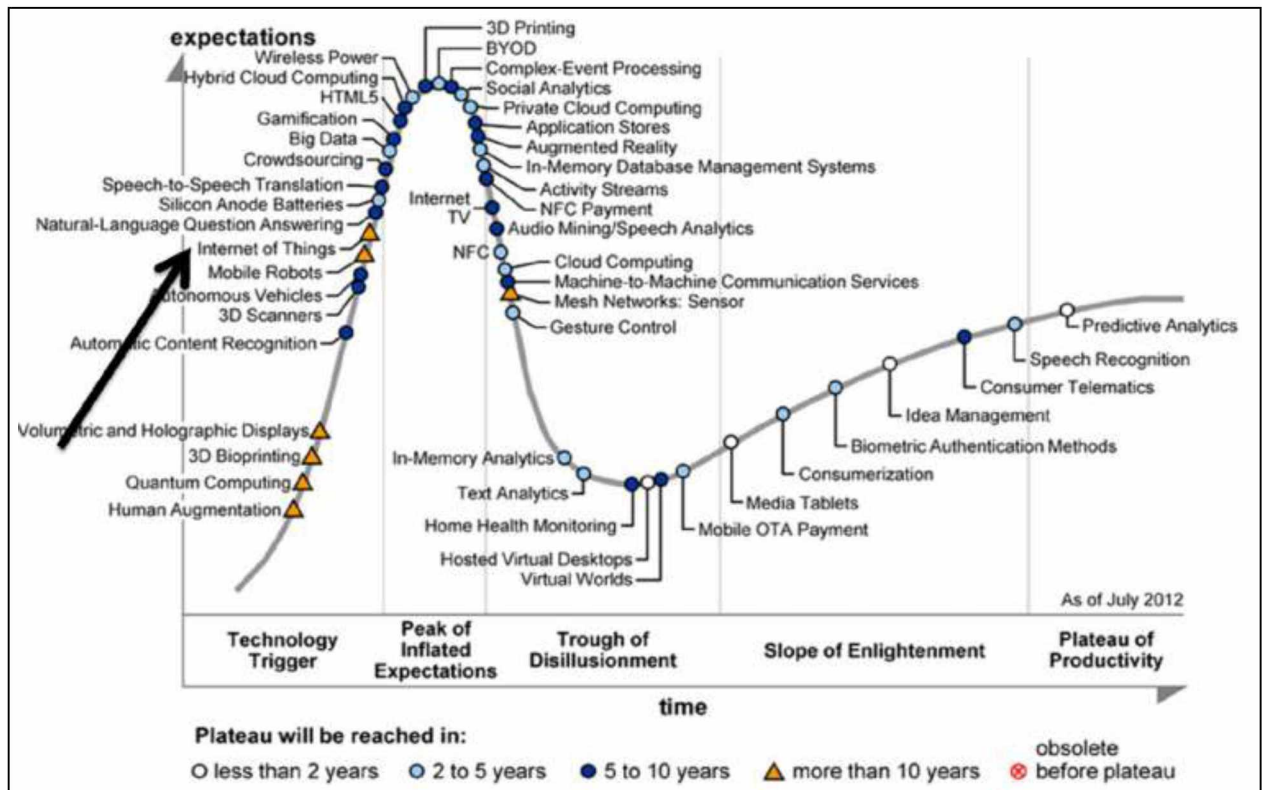 expectations
Wireless Power
Hybrid Cloud Computing
HTML5
Gamification
Big Data
Crowdsourcing
Speech-to-Speech Translation
Silicon Anode Batteries
Natural-Language Question Answering
Internet of Things
Mobile Robots
Autonomous Vehicles
3D Scanners
Automatic Content Recognition
Volumetric and Holographic Displays
3D Bioprinting
Quantum Computing
Human Augmentation
3D Printing
BYOD
Complex-Event Processing
Social Analytics
Private Cloud Computing
Application Stores
Augmented Reality
In-Memory Database Management Systems
Activity Streams
NFC Payment
Internet
TV
Audio Mining/Speech Analytics
NFC
Cloud Computing
Machine-to-Machine Communication Services
Mesh Networks: Sensor
Gesture Control
In-Memory Analytics
Text Analytics
Home Health Monitoring
Hosted Virtual Desktops
Virtual Worlds
Mobile OTA Payment
Media Tablets
Consumerization
Biometric Authentication Methods
Idea Management
Consumer Telematics
Speech Recognition
Predictive Analytics
As of July 2012
Technology
Trigger
Peak of
Inflated
Expectations
Trough of
Disillusionment
Slope of Enlightenment
Plateau of
Productivity
time
Plateau will be reached in:
less than 2 years
2 to 5 years
5 to 10 years
more than 10 years
obsolete
before plateau